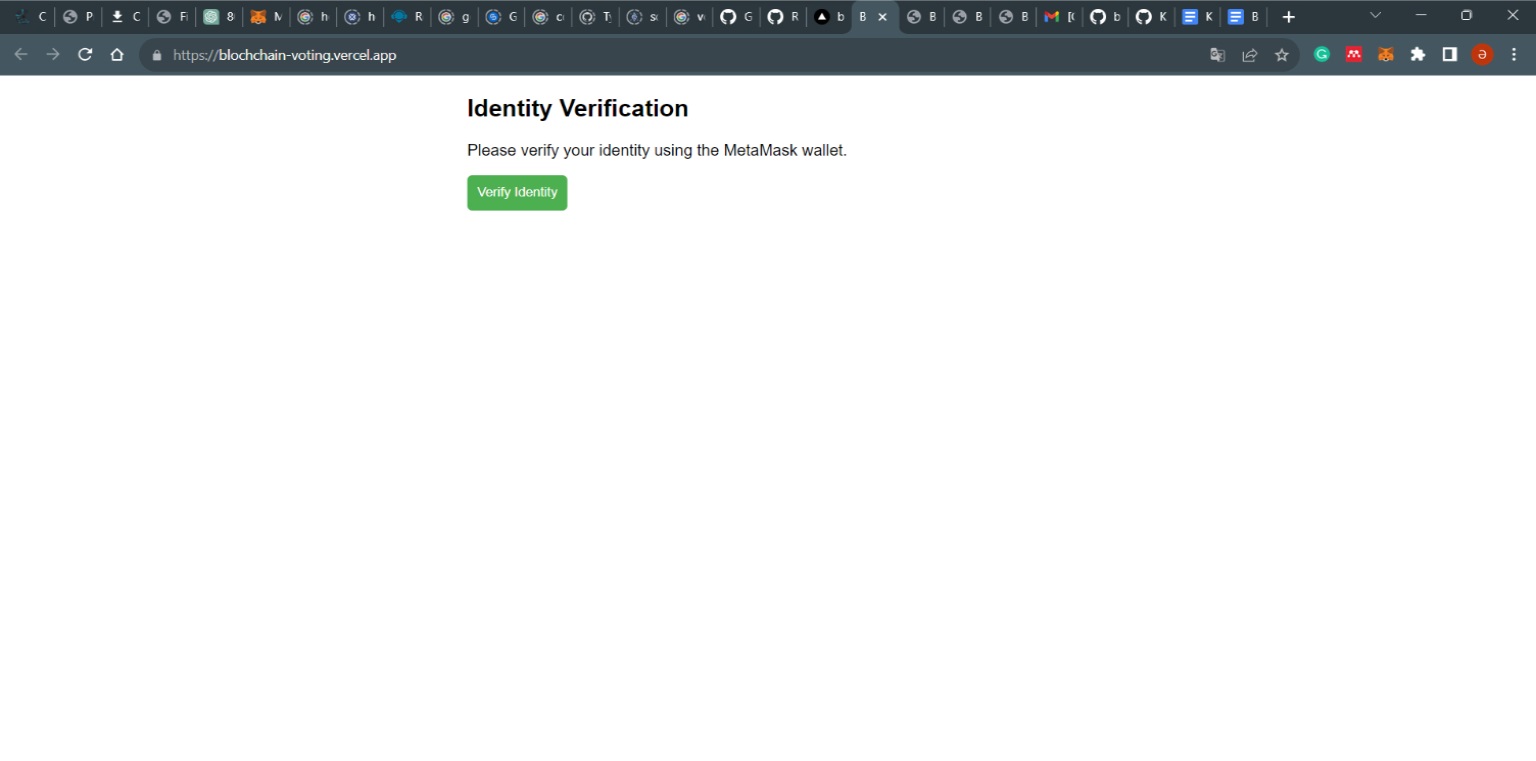 C P C Fi 8 M h h R g G c T so v G R b B B B B [( b K K B
https://blochchain-voting.vercel.app
Identity Verification
Please verify your identity using the MetaMask wallet.
Verify Identity